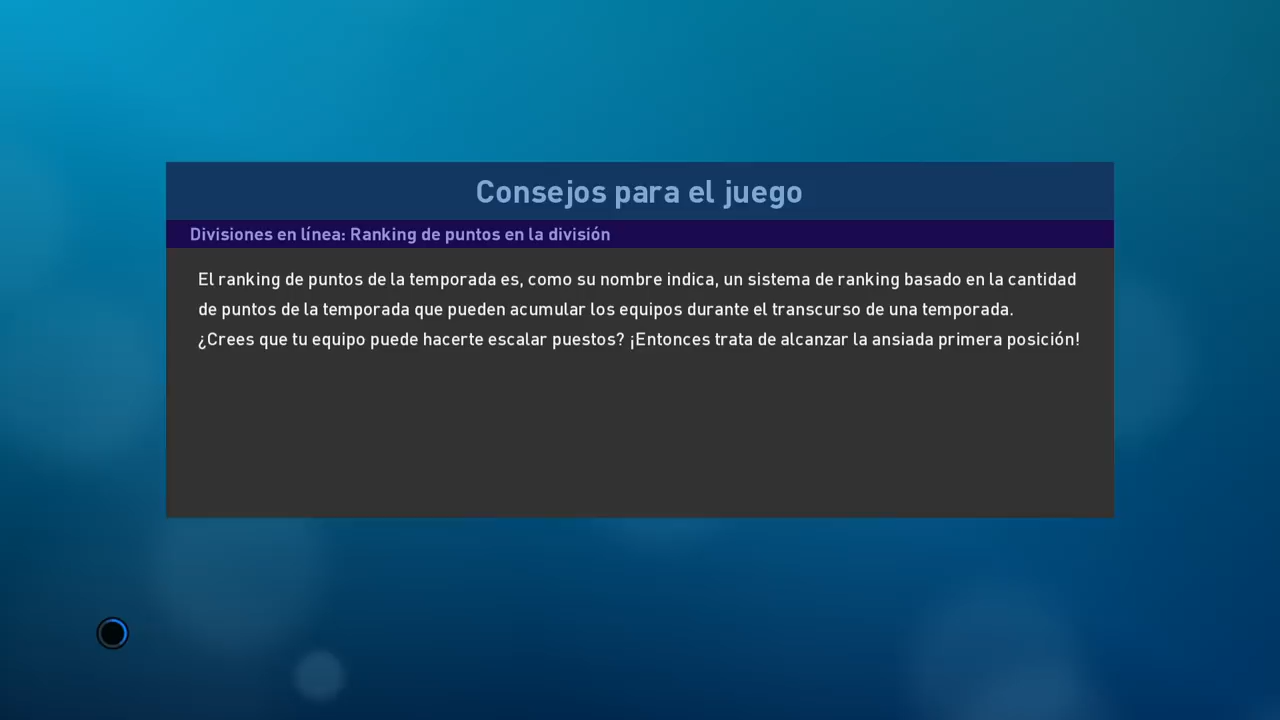 Consejos para el juego
Divisiones en línea: Ranking de puntos en la división
El ranking de puntos de la temporada es, como su nombre indica, un sistema de ranking basado en la cantidad
de puntos de la temporada que pueden acumular los equipos durante el transcurso de una temporada.
¿Crees que tu equipo puede hacerte escalar puestos? ¡Entonces trata de alcanzar la ansiada primera posición!